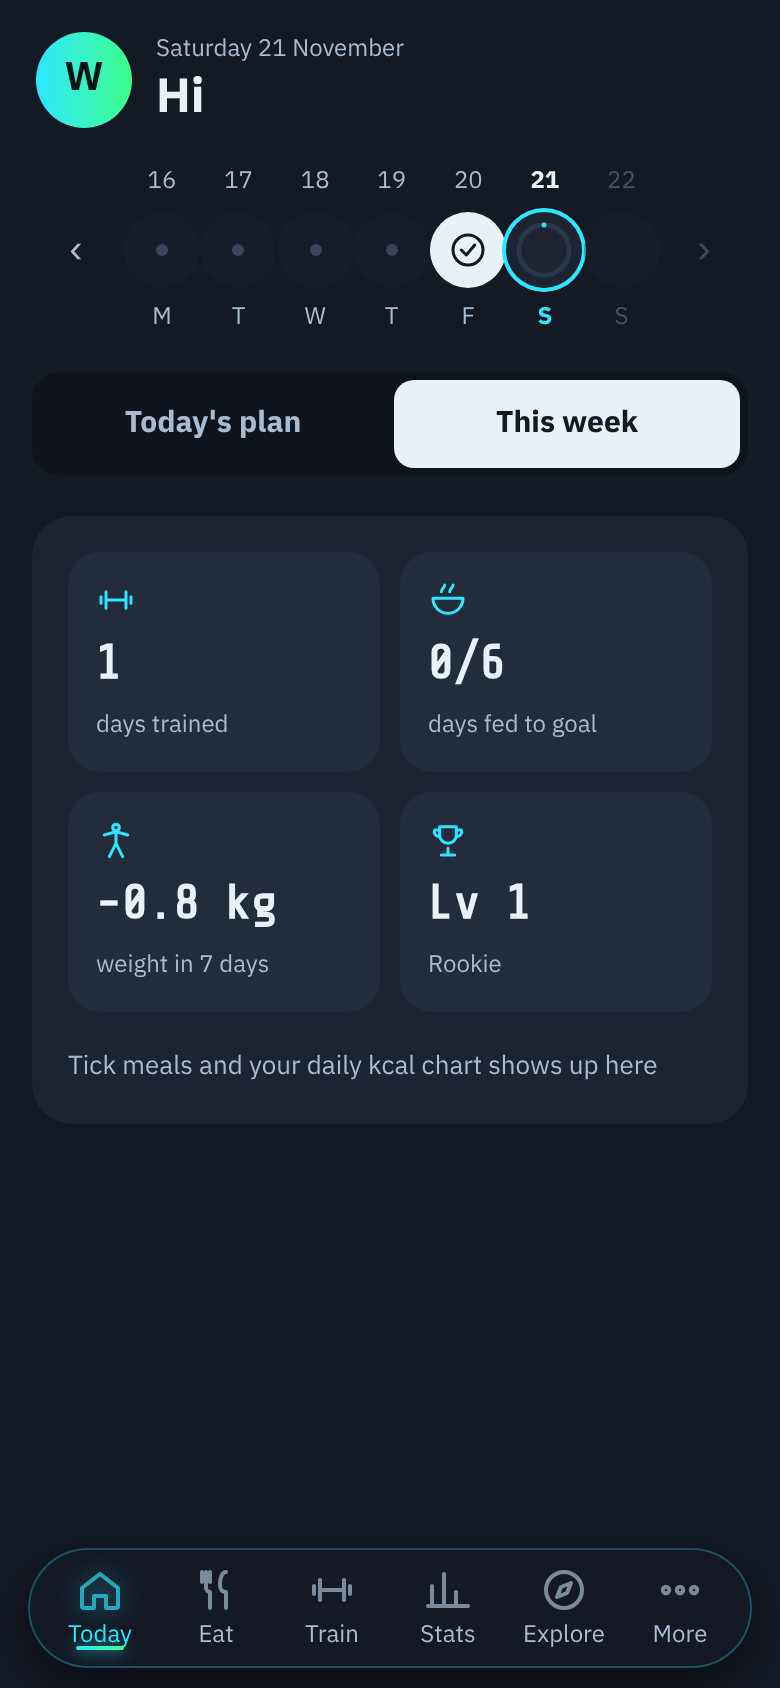 W
Saturday 21 November
Hi
16 17 18 19 20 21 22
‹ ›
M T W T F S S
Today's plan This week
1
days trained
0/6
days fed to goal
-0.8 kg
weight in 7 days
Lv 1
Rookie
Tick meals and your daily kcal chart shows up here
Today Eat Train Stats Explore More